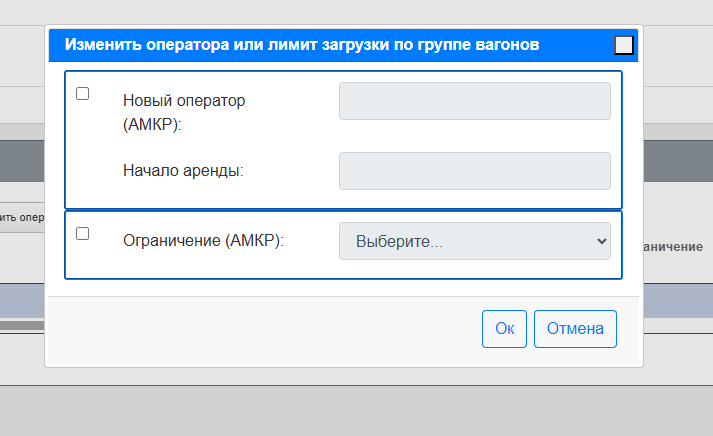 Изменить оператора или лимит загрузки по группе вагонов
Новый оператор
(АМКР):
Начало аренды:
ить опер
Ограничение (АМКР):
Выберите...
аничение
Ок
Отмена